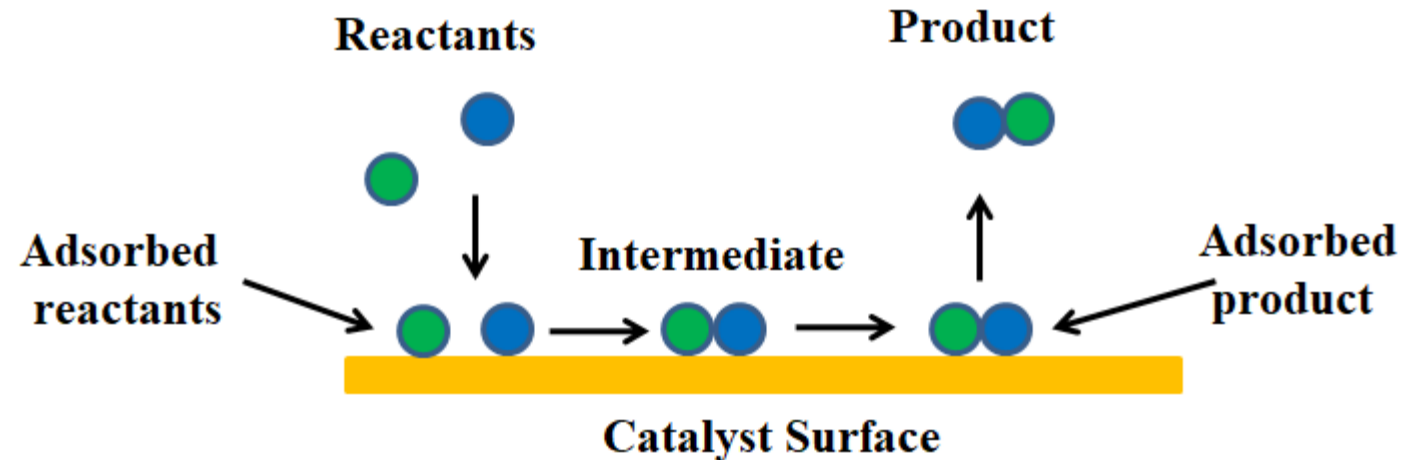 Reactants
Product
Adsorbed
reactants
Intermediate
Adsorbed
product
Catalyst Surface